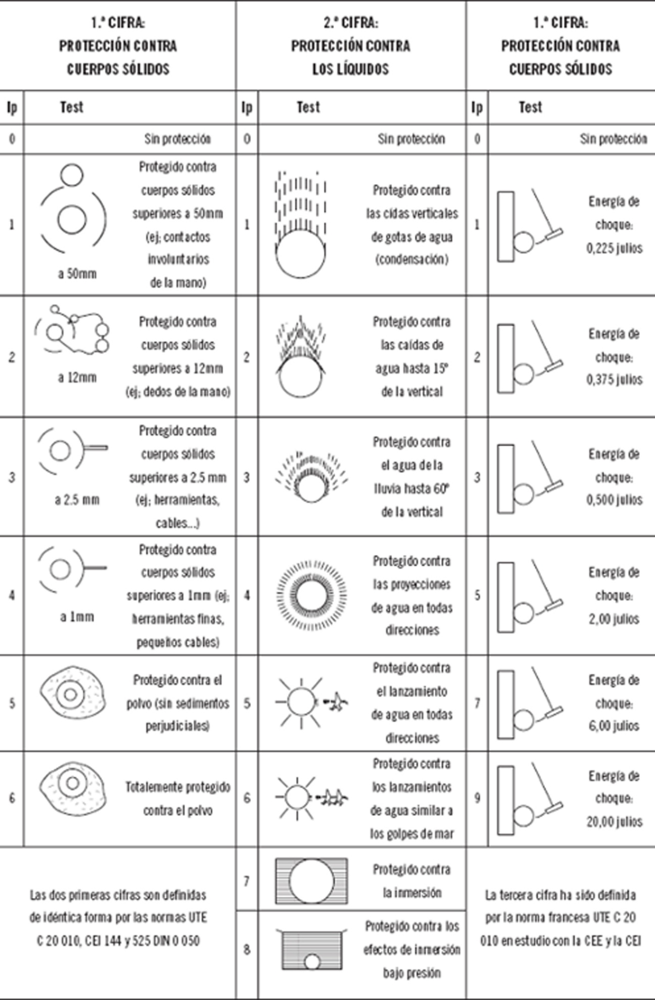 1.ª CIFRA:
PROTECCIÓN CONTRA
CUERPOS SÓLIDOS
2.ª CIFRA:
PROTECCIÓN CONTRA
LOS LÍQUIDOS
1.ª CIFRA:
PROTECCIÓN CONTRA
CUERPOS SÓLIDOS
Ip Test
Ip Test
Ip Test
0 Sin protección
0 Sin protección
0 Sin protección
1
a 50mm
Protegido contra
cuerpos sólidos
superiores a 50mm
(ej; contactos
involuntarios
de la mano)
1
Protegido contra
las cídas verticales
de gotas de agua
(condensación)
1
Energía de
choque:
0,225 julios
2
a 12mm
Protegido contra
cuerpos sólidos
superiores a 12mm
(ej; dedos de la mano)
2
Protegido contra
las caídas de
agua hasta 15º
de la vertical
2
Energía de
choque:
0,375 julios
3
a 2.5 mm
Protegido contra
cuerpos sólidos
superiores a 2.5 mm
(ej; herramientas,
cables...)
3
Protegido contra
el agua de la
lluvia hasta 60º
de la vertical
3
Energía de
choque:
0,500 julios
4
a 1mm
Protegido contra
cuerpos sólidos
superiores a 1mm (ej;
herramientas finas,
pequeños cables)
4
Protegido contra
las proyecciones
de agua en todas
direcciones
5
Energía de
choque:
2,00 julios
5
Protegido contra el
polvo (sin sedimentos
perjudiciales)
5
Protegido contra
el lanzamiento
de agua en todas
direcciones
7
Energía de
choque:
6,00 julios
6
Totalemente protegido
contra el polvo
6
Protegido contra
los lanzamientos
de agua similar a
los golpes de mar
9
Energía de
choque:
20,00 julios
Las dos primeras cifras son definidas
de idéntica forma por las normas UTE
C 20 010, CEI 144 y 525 DIN 0 050
7
Protegido contra
la inmersión
8
Protegido contra los
efectos de inmersión
bajo presión
La tercera cifra ha sido definida
por la norma francesa UTE C 20
010 en estudio con la CEE y la CEI